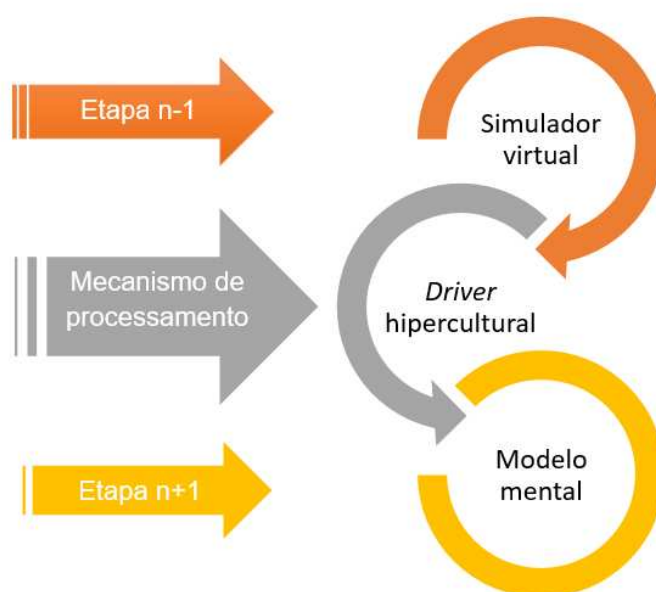 Etapa n-1
Simulador
virtual
Mecanismo de
processamento
Driver
hipercultural
Etapa n+1
Modelo
mental